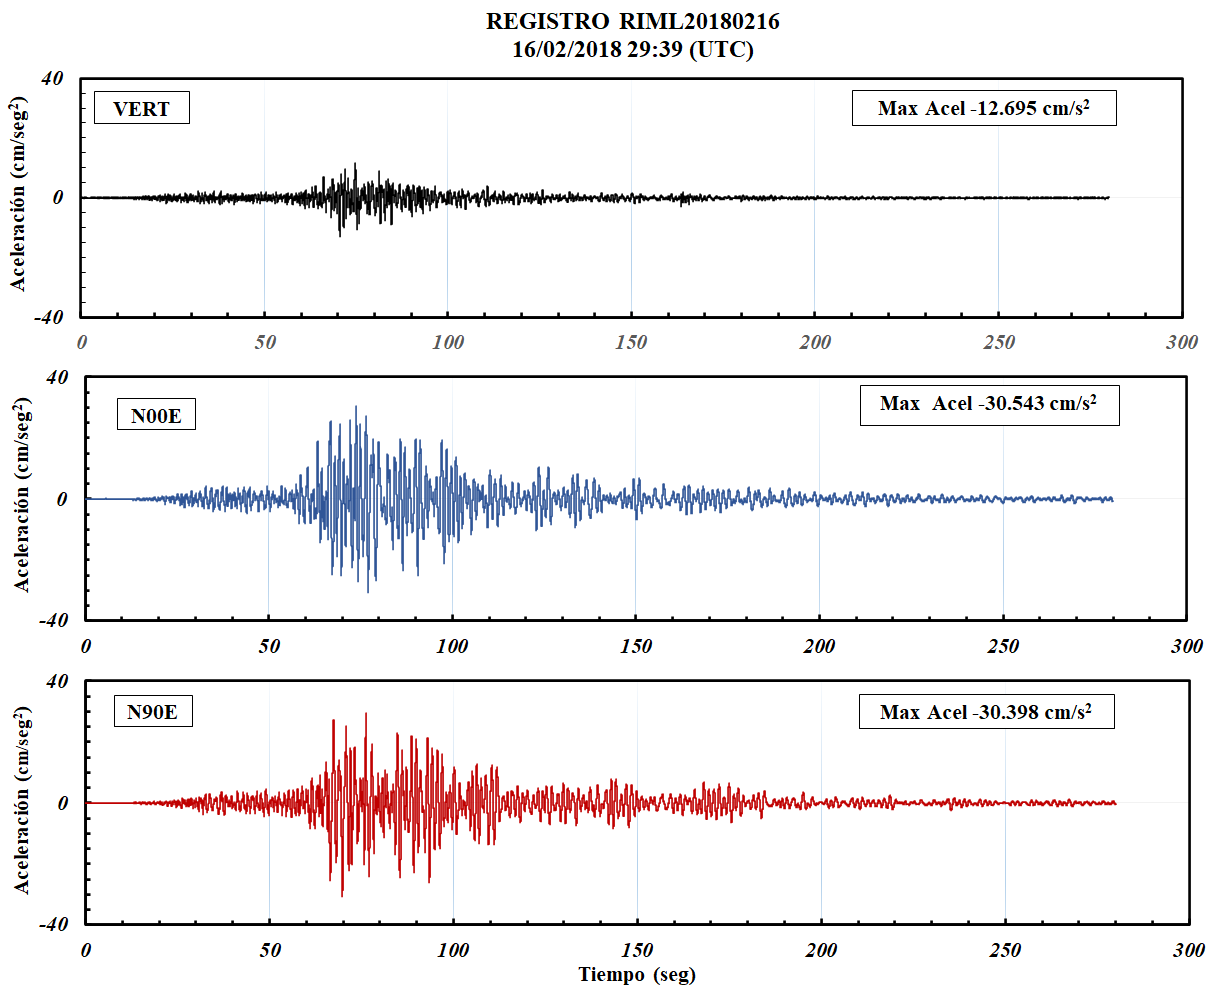 REGISTRO RIML20180216
16/02/2018 29:39 (UTC)
40
VERT
Max Acel -12.695 cm/s²
Aceleración (cm/seg²)
0
-40
0 50 100 150 200 250 300
40
N00E
Max Acel -30.543 cm/s²
Aceleración (cm/seg²)
0
-40
0 50 100 150 200 250 300
40
N90E
Max Acel -30.398 cm/s²
Aceleración (cm/seg²)
0
-40
0 50 100 150 200 250 300
Tiempo (seg)